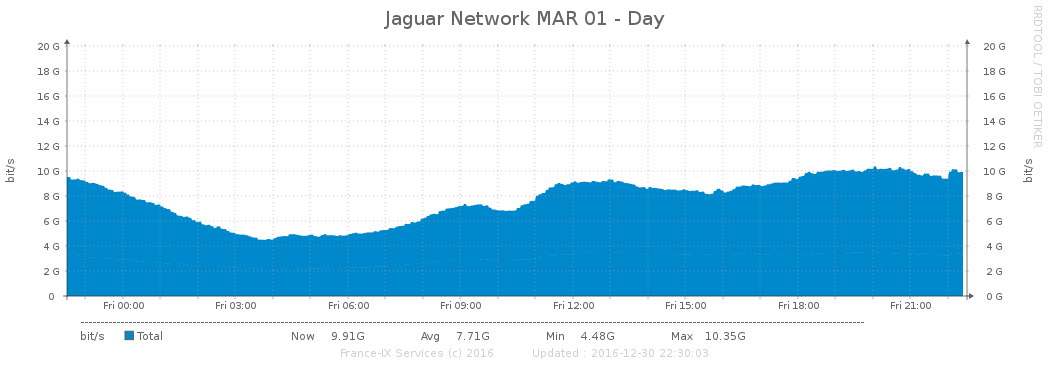 Jaguar Network MAR 01 - Day
RRDTOOL / TOBI OETIKER
bit/s
bit/s
20 G 20 G
18 G 18 G
16 G 16 G
14 G 14 G
12 G 12 G
10 G 10 G
8 G 8 G
6 G 6 G
4 G 4 G
2 G 2 G
0 0 G
Fri 00:00 Fri 03:00 Fri 06:00 Fri 09:00 Fri 12:00 Fri 15:00 Fri 18:00 Fri 21:00
bit/s Total Now 9.91G Avg 7.71G Min 4.48G Max 10.35G
France-IX Services (c) 2016 Updated : 2016-12-30 22:30:03